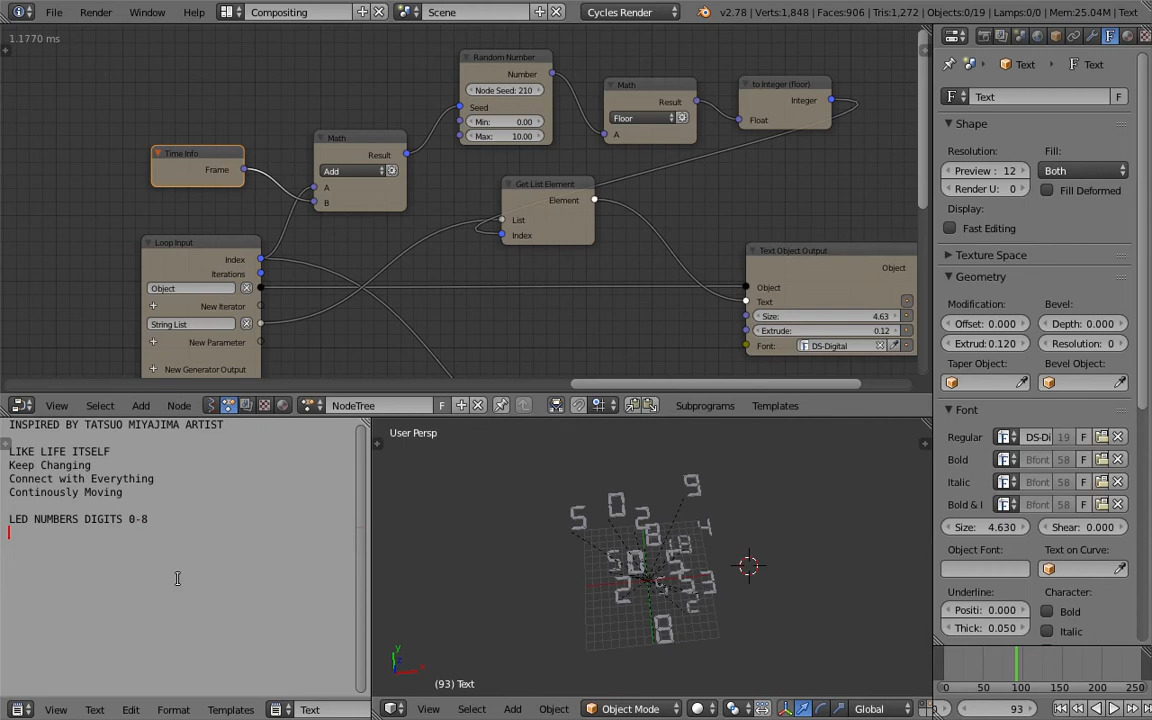 File Render Window Help Compositing Scene Cycles Render v2.78 | Verts:1,848 | Faces:906 | Tris:1,272 | Objects:0/19 | Lamps:0/0 | Mem:25.04M | Text
1.1770 ms
Random Number
Number
Node Seed: 210
Seed
Min: 0.00
Max: 10.00
Math
Result
Floor
A
to Integer (floor)
Integer
Float
Time Info
Frame
Math
Result
Add
A
B
Get List Element
Element
List
Index
Loop Input
Index
Iterations
Object
New Iterator
String List
New Parameter
New Generator Output
Text Object Output
Object
Object
Text
Size: 4.63
Extrude: 0.12
Font: DS-Digital
View Select Add Node NodeTree F Subprograms Templates
INSPIRED BY TATSUO MIYAJIMA ARTIST
LIKE LIFE ITSELF
Keep Changing
Connect with Everything
Continously Moving
LED NUMBERS DIGITS 0-8
View Text Edit Format Templates Text
User Persp
(93) Text
View Select Add Object Object Mode Global
Text Text
F Text F
Shape
Resolution: Fill:
Preview : 12 Both
Render U: 0 Fill Deformed
Display:
Fast Editing
Texture Space
Geometry
Modification: Bevel:
Offset: 0.000 Depth: 0.000
Extrud: 0.120 Resolution: 0
Taper Object: Bevel Object:
Font
Regular DS-Di 19 F
Bold Bfont 58 F
Italic Bfont 58 F
Bold & I Bfont 58 F
Size: 4.630 Shear: 0.000
Object Font: Text on Curve:
Underline: Character:
Positi: 0.000 Bold
Thick: 0.050 Italic
0 50 100 150 200 250
93